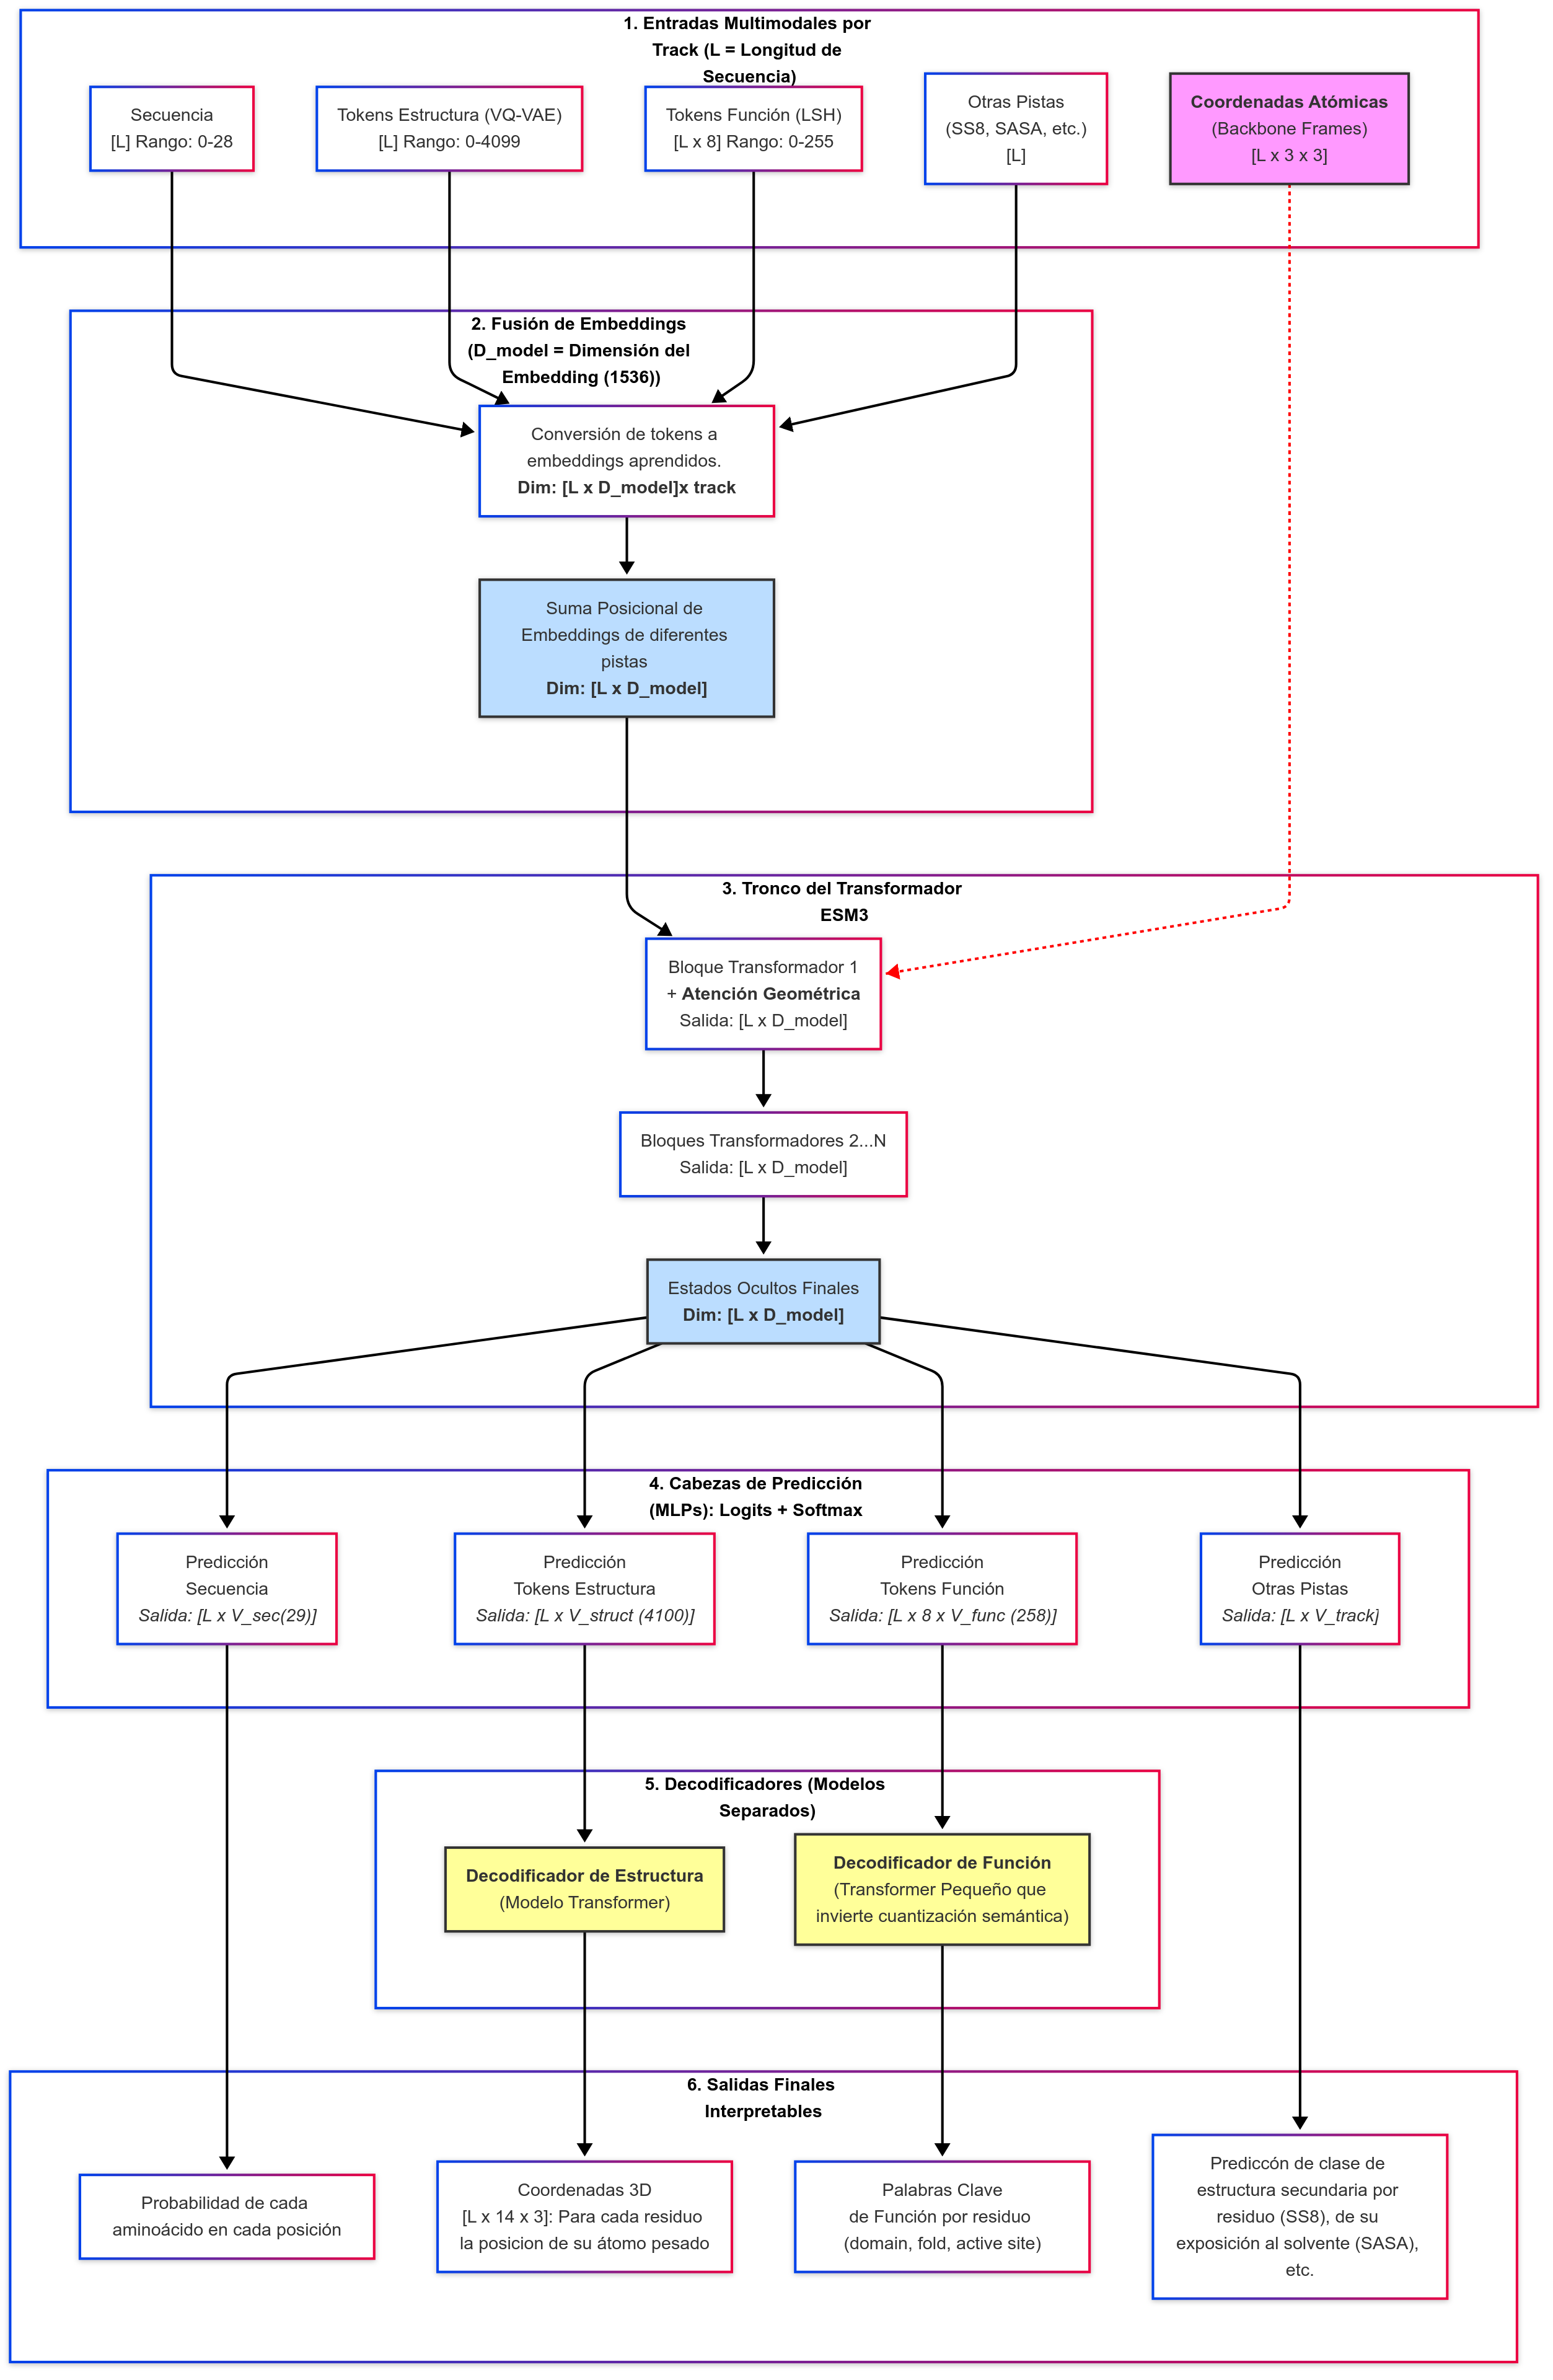 1. Entradas Multimodales por
Track (L = Longitud de
Secuencia)
Secuencia
[L] Rango: 0-28
Tokens Estructura (VQ-VAE)
[L] Rango: 0-4099
Tokens Función (LSH)
[L x 8] Rango: 0-255
Otras Pistas
(SS8, SASA, etc.)
[L]
Coordenadas Atómicas
(Backbone Frames)
[L x 3 x 3]
2. Fusión de Embeddings
(D_model = Dimensión del
Embedding (1536))
Conversión de tokens a
embeddings aprendidos.
Dim: [L x D_model]x track
Suma Posicional de
Embeddings de diferentes
pistas
Dim: [L x D_model]
3. Tronco del Transformador
ESM3
Bloque Transformador 1
+ Atención Geométrica
Salida: [L x D_model]
Bloques Transformadores 2...N
Salida: [L x D_model]
Estados Ocultos Finales
Dim: [L x D_model]
4. Cabezas de Predicción
(MLPs): Logits + Softmax
Predicción
Secuencia
Salida: [L x V_sec(29)]
Predicción
Tokens Estructura
Salida: [L x V_struct (4100)]
Predicción
Tokens Función
Salida: [L x 8 x V_func (258)]
Predicción
Otras Pistas
Salida: [L x V_track]
5. Decodificadores (Modelos
Separados)
Decodificador de Estructura
(Modelo Transformer)
Decodificador de Función
(Transformer Pequeño que
invierte cuantización semántica)
6. Salidas Finales
Interpretables
Probabilidad de cada
aminoácido en cada posición
Coordenadas 3D
[L x 14 x 3]: Para cada residuo
la posicion de su átomo pesado
Palabras Clave
de Función por residuo
(domain, fold, active site)
Prediccón de clase de
estructura secundaria por
residuo (SS8), de su
exposición al solvente (SASA),
etc.